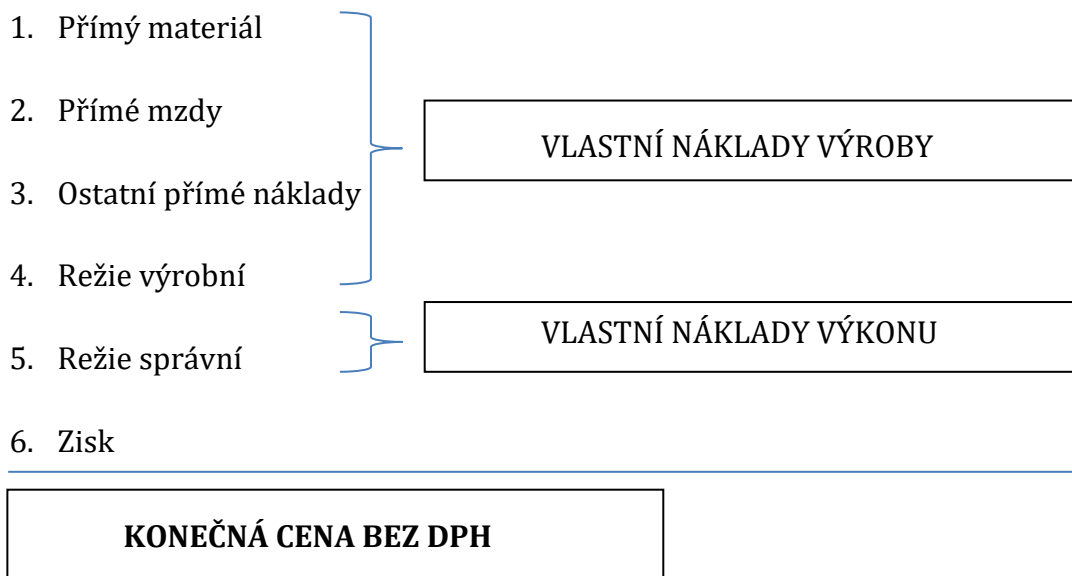 1. Přímý materiál
2. Přímé mzdy
VLASTNÍ NÁKLADY VÝROBY
3. Ostatní přímé náklady
4. Režie výrobní
VLASTNÍ NÁKLADY VÝKONU
5. Režie správní
6. Zisk
KONEČNÁ CENA BEZ DPH